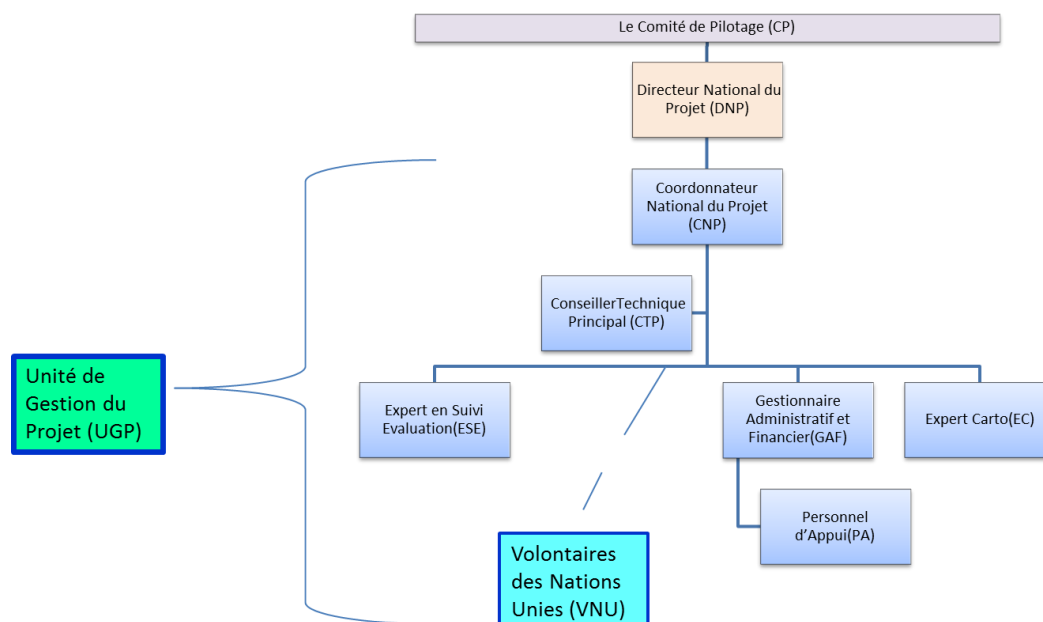 Le Comité de Pilotage (CP)
Directeur National du
Projet (DNP)
Coordonnateur
National du Projet
(CNP)
ConseillerTechnique
Principal (CTP)
Unité de
Gestion du
Projet (UGP)
Expert en Suivi
Evaluation(ESE)
Gestionnaire
Administratif et
Financier(GAF)
Expert Carto(EC)
Personnel
d’Appui(PA)
Volontaires
des Nations
Unies (VNU)